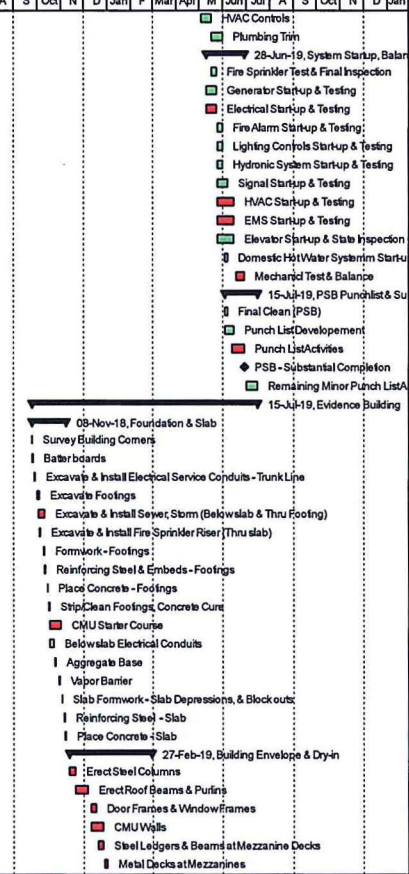 A S Oct N D Jan F Mar Apr M Jun Jul A S Oct N D Jan
HVAC Controls
Plumbing Trim
28-Jun-19, System Startup, Balan
Fire Sprinkler Test & Final Inspection
Generator Start-up & Testing
Electrical Start-up & Testing
Fire Alarm Start-up & Testing
Lighting Controls Start-up & Testing
Hydronic System Start-up & Testing
Signal Start-up & Testing
HVAC Start-up & Testing
EMS Start-up & Testing
Elevator Start-up & State Inspection
Domestic Hot Water Systemm Start-u
Mechanicl Test & Balance
15-Jul-19, PSB Punchlist & Su
Final Clean (PSB)
Punch List Developement
Punch List Activities
PSB - Substantial Completion
Remaining Minor Punch List A
15-Jul-19, Evidence Building
08-Nov-18, Foundation & Slab
Survey Building Corners
Batter boards
Excavate & Install Electrical Service Conduits - Trunk Line
Excavate Footings
Excavate & Install Sewer, Storm (Below slab & Thru Footing)
Excavate & Install Fire Sprinkler Riser (Thru slab)
Formwork - Footings
Reinforcing Steel & Embeds - Footings
Place Concrete - Footings
Strip/Clean Footings, Concrete Cure
CMU Starter Course
Belowslab Electrical Conduits
Aggregate Base
Vapor Barrier
Slab Formwork - Slab Depressions, & Blockouts
Reinforcing Steel - Slab
Place Concrete - Slab
27-Feb-19, Building Envelope & Dry-in
Erect Steel Columns
Erect Roof Beams & Purlins
Door Frames & Window Frames
CMU Walls
Steel Ledgers & Beams at Mezzanine Decks
Metal Decks at Mezzanines